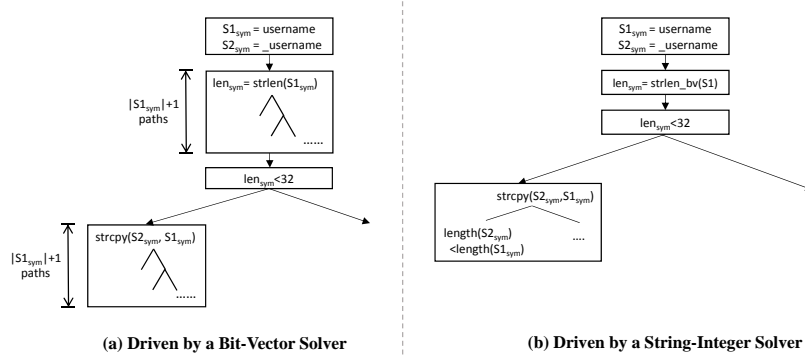 S1sym = username
S2sym = _username
len_sym= strlen(S1sym)
|S1sym|+1
paths
......
lensym<32
strcpy(S2sym, S1sym)
|S1sym|+1
paths
......
(a) Driven by a Bit-Vector Solver
S1sym = username
S2sym = _username
lensym= strlen_bv(S1)
lensym<32
strcpy(S2sym,S1sym)
length(S2sym)
<length(S1sym)
....
(b) Driven by a String-Integer Solver